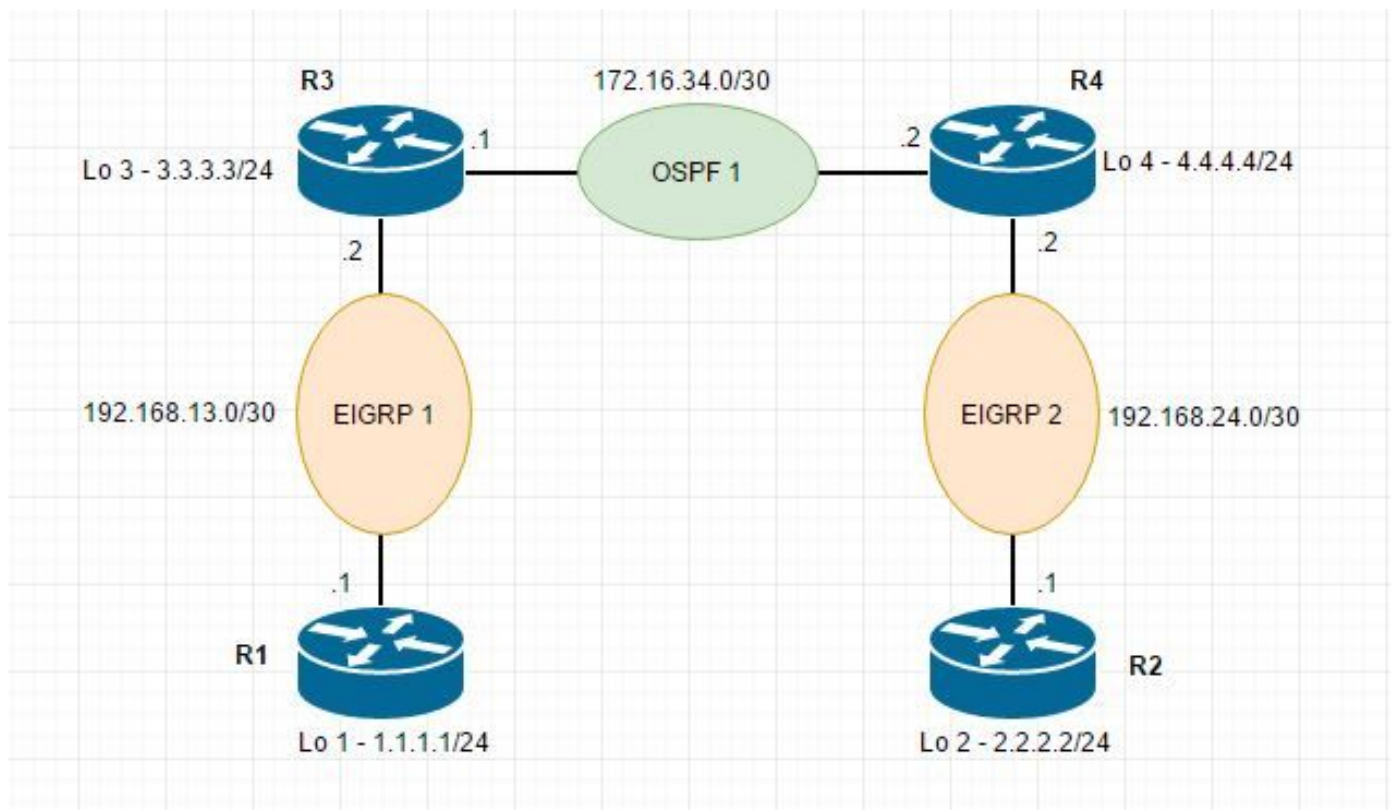 R3
172.16.34.0/30
R4
.1
.2
Lo 3 - 3.3.3.3/24
OSPF 1
Lo 4 - 4.4.4.4/24
.2
.2
192.168.13.0/30
EIGRP 1
EIGRP 2
192.168.24.0/30
.1
.1
R1
R2
Lo 1 - 1.1.1.1/24
Lo 2 - 2.2.2.2/24